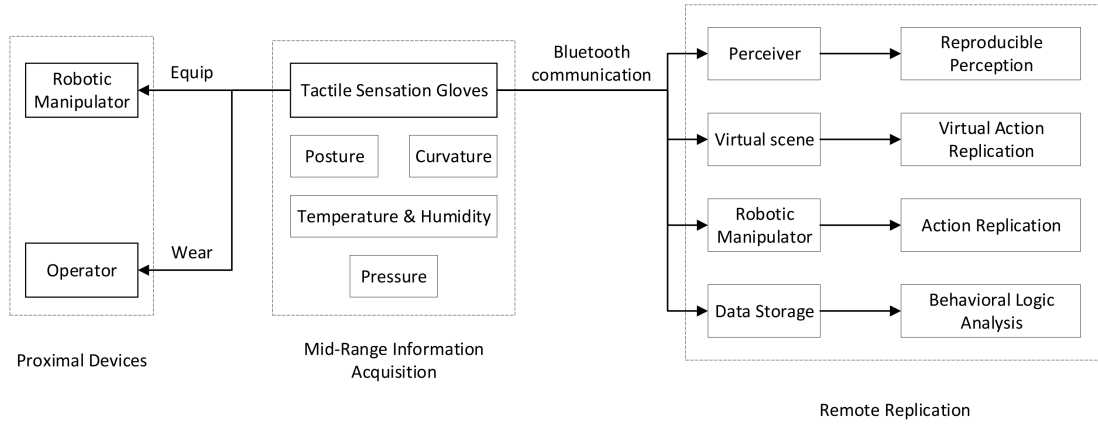 Robotic
Manipulator
Equip
Operator
Wear
Proximal Devices
Tactile Sensation Gloves
Posture
Curvature
Temperature & Humidity
Pressure
Mid-Range Information
Acquisition
Bluetooth
communication
Perceiver
Reproducible
Perception
Virtual scene
Virtual Action
Replication
Robotic
Manipulator
Action Replication
Data Storage
Behavioral Logic
Analysis
Remote Replication